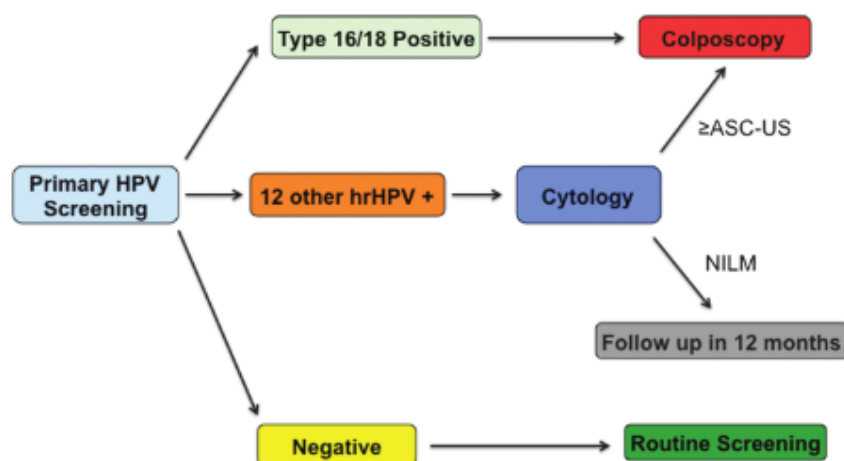 Type 16/18 Positive
Colposcopy
≥ASC-US
Primary HPV
Screening
12 other hrHPV +
Cytology
NILM
Follow up in 12 months
Negative
Routine Screening